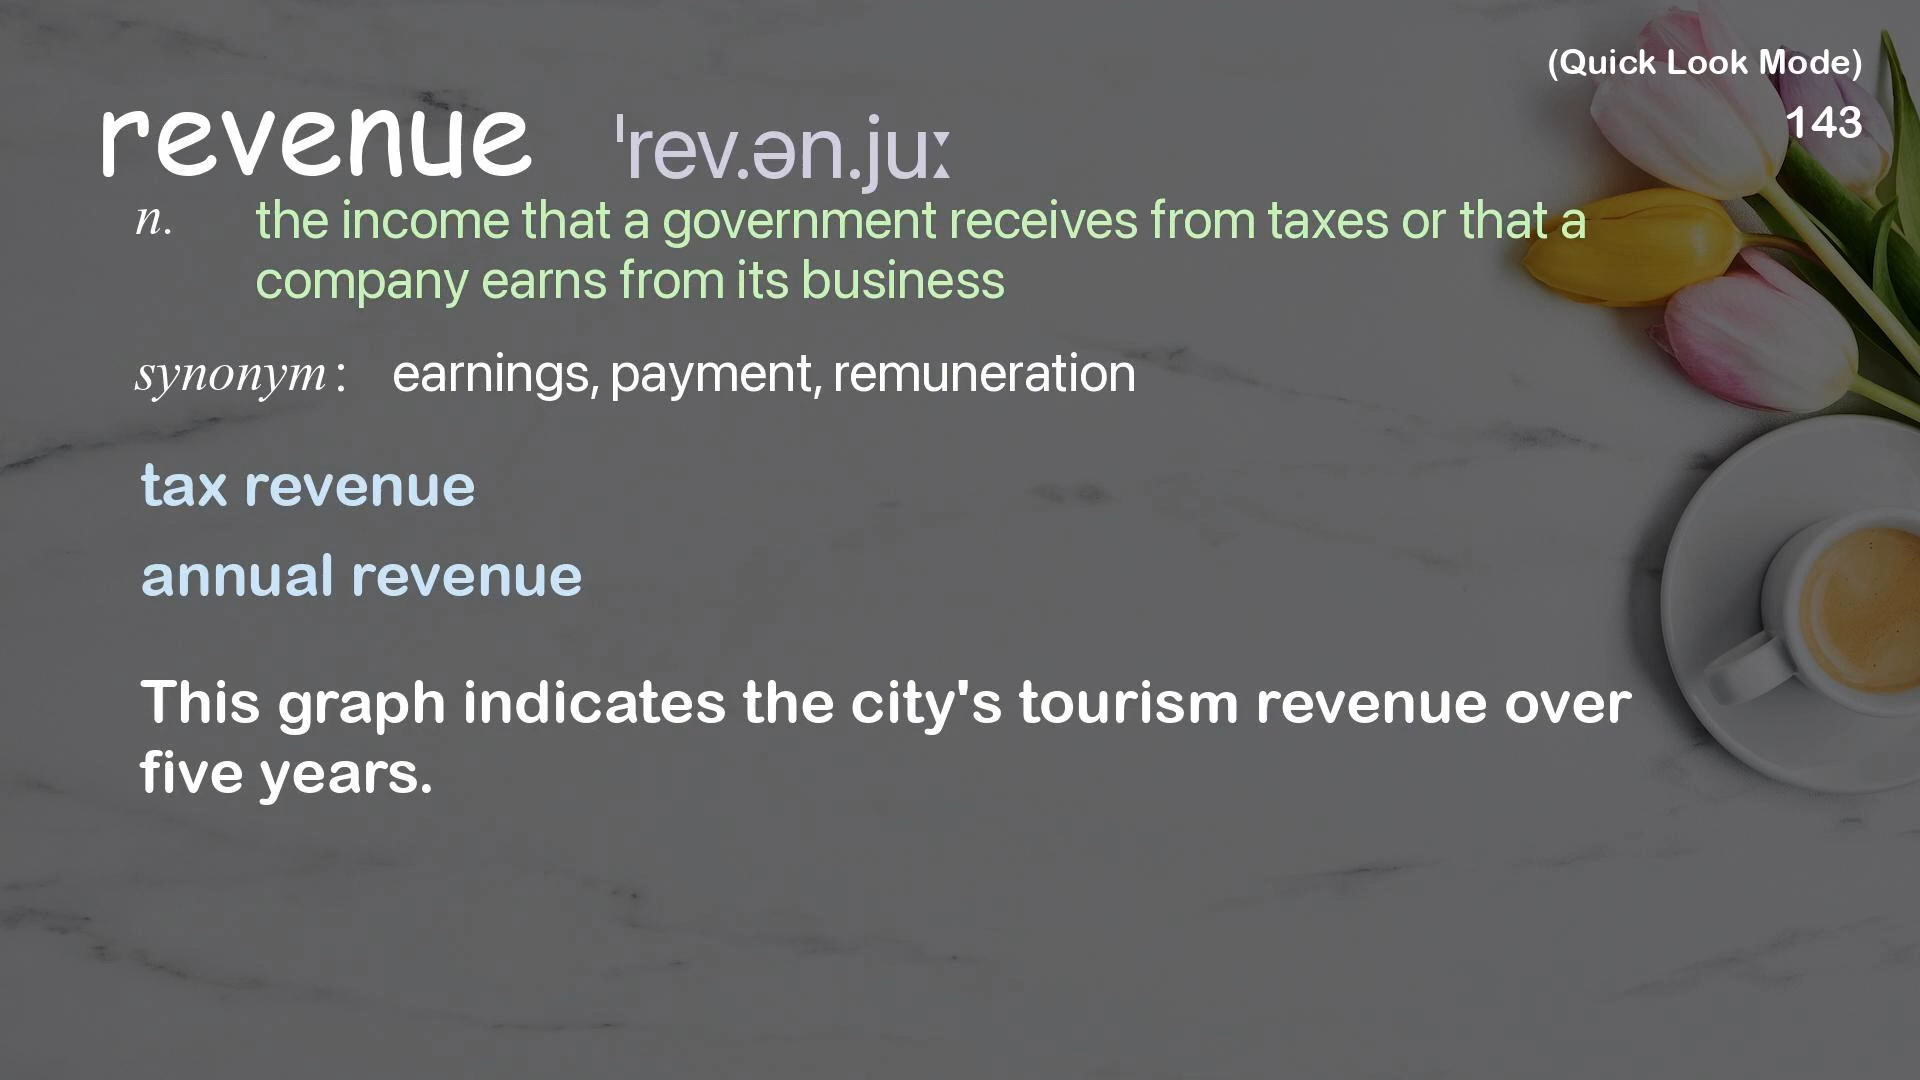 (Quick Look Mode)
143
revenue ˈrev.ən.juː
n. the income that a government receives from taxes or that a
company earns from its business
synonym: earnings, payment, remuneration
tax revenue
annual revenue
This graph indicates the city's tourism revenue over
five years.